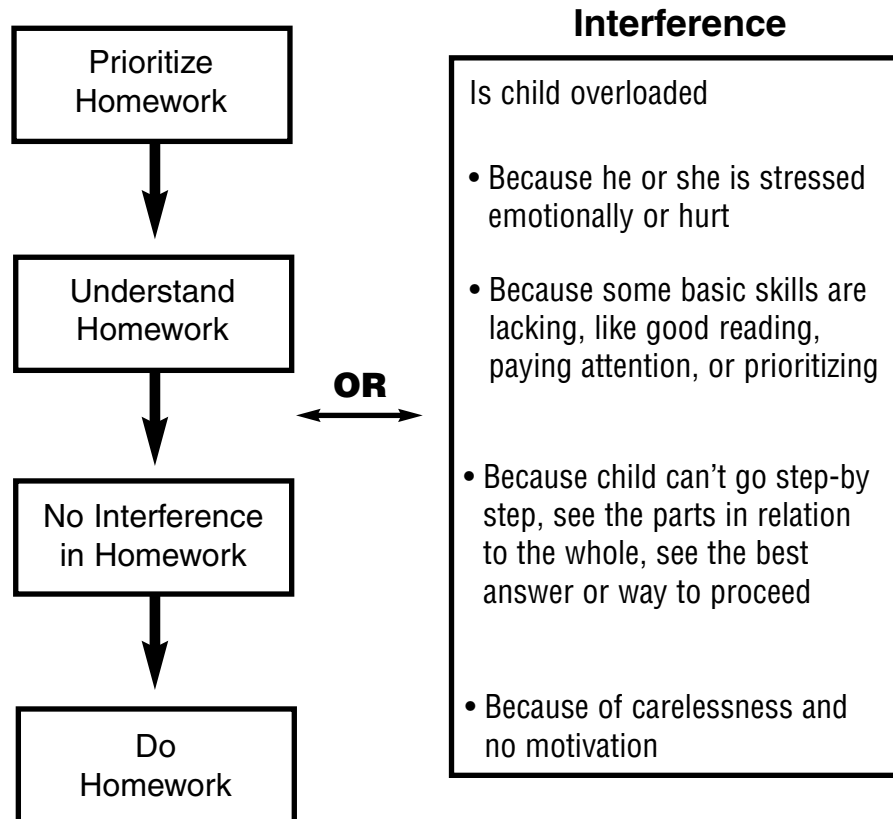 Prioritize
Homework
Understand
Homework
No Interference
in Homework
Do
Homework
OR
Interference
Is child overloaded
• Because he or she is stressed
emotionally or hurt
• Because some basic skills are
lacking, like good reading,
paying attention, or prioritizing
• Because child can’t go step-by
step, see the parts in relation
to the whole, see the best
answer or way to proceed
• Because of carelessness and
no motivation